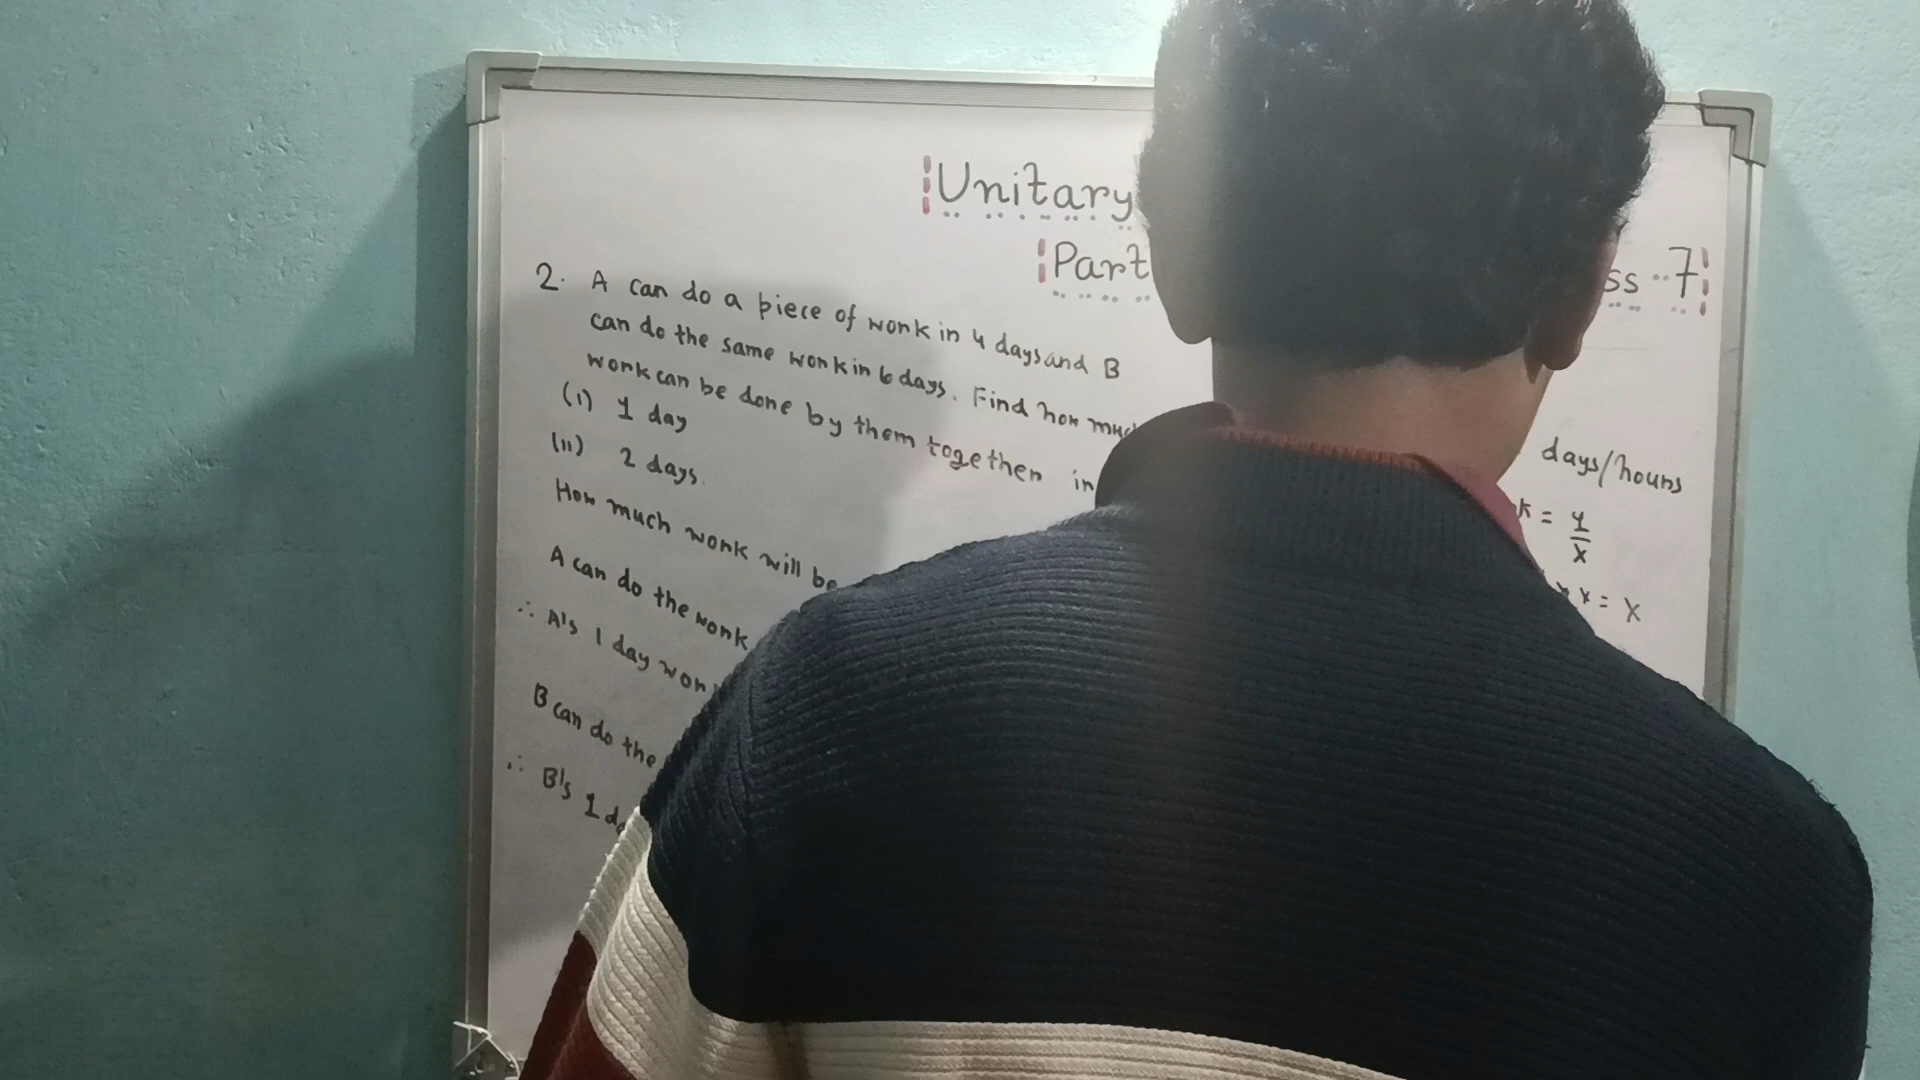 Unitary
Part
ss 7
2. A can do a piece of work in 4 days and B
can do the same work in 6 days. Find how much
work can be done by them together in
(i) 1 day
(ii) 2 days.
How much work will be
A can do the work
∴ A's 1 day work
B can do the
∴ B's 1 da
days/hours
k = 1/x
x = x